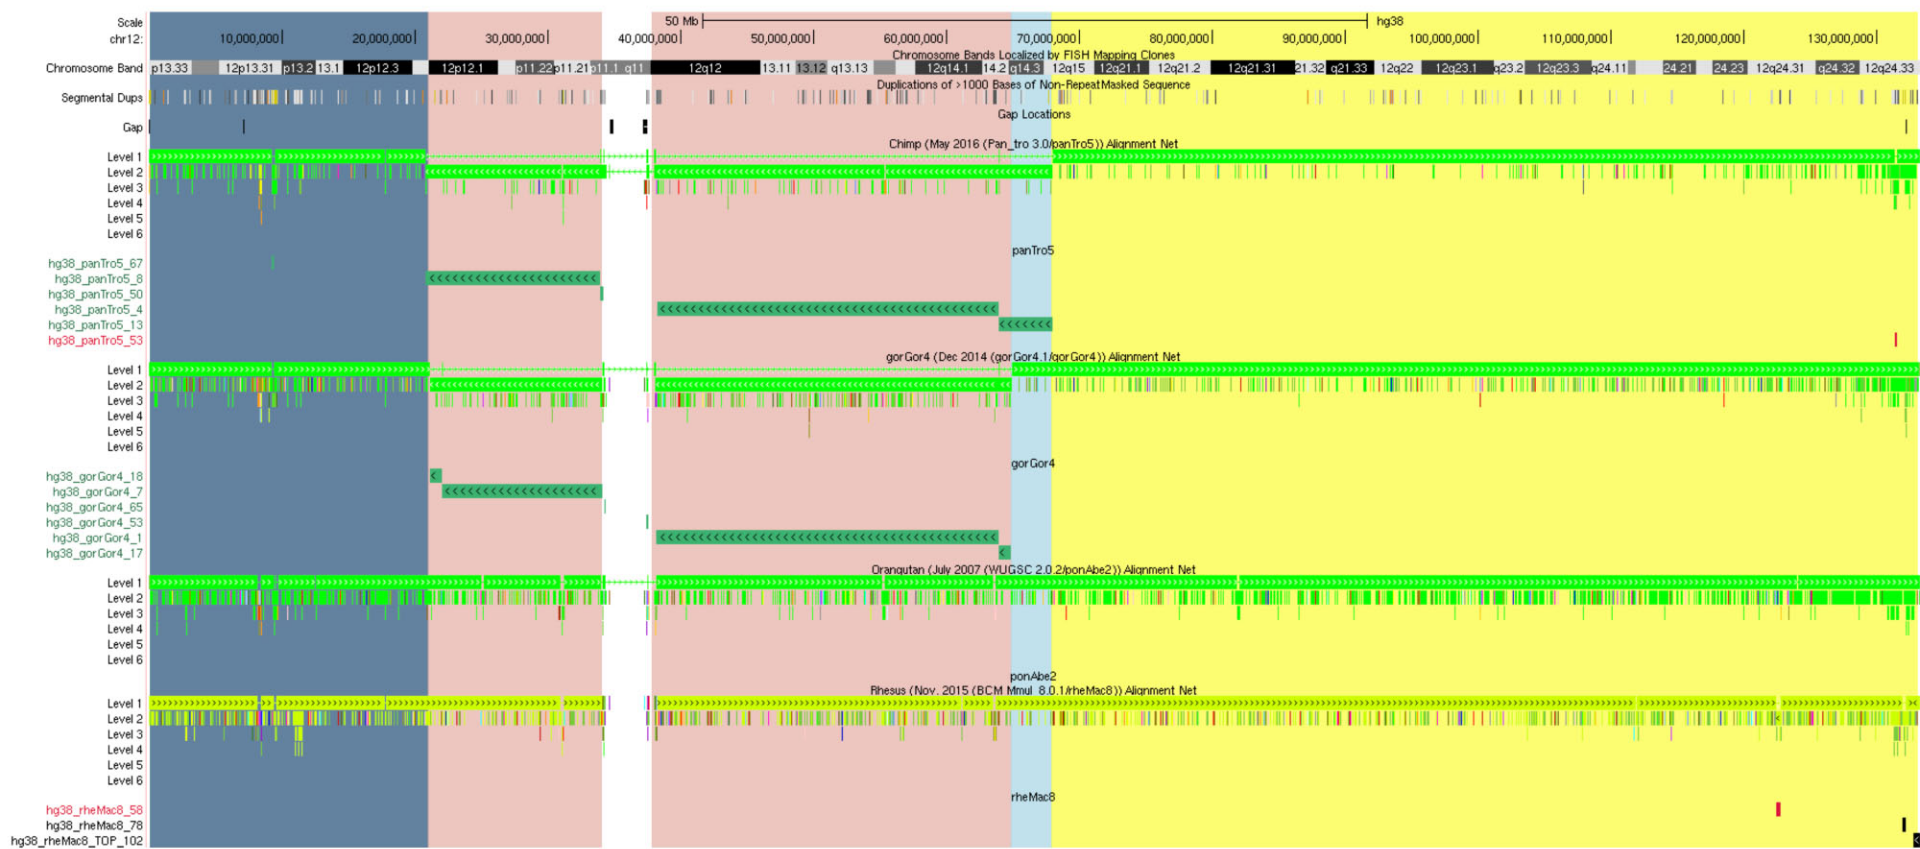 Scale 50 Mb hg38
chr12: 10,000,000 20,000,000 30,000,000 40,000,000 50,000,000 60,000,000 70,000,000 80,000,000 90,000,000 100,000,000 110,000,000 120,000,000 130,000,000
Chromosome Bands Localized by FISH Mapping Clones
Chromosome Band p13.33 12p13.31 p13.2 13.1 12p12.3 12p12.1 p11.22 p11.21 p11.1 q11 12q12 13.11 13.12 q13.13 12q14.1 14.2 q14.3 12q15 12q21.1 12q21.2 12q21.31 21.32 q21.33 12q22 12q23.1 q23.2 12q23.3 q24.11 24.21 24.23 12q24.31 q24.32 12q24.33
Duplications of >1000 Bases of Non-RepeatMasked Sequence
Segmental Dups
Gap Locations
Gap
Chimp (May 2016 (Pan_tro 3.0/panTro5)) Alignment Net
Level 1
Level 2
Level 3
Level 4
Level 5
Level 6
panTro5
hg38_panTro5_67
hg38_panTro5_8
hg38_panTro5_50
hg38_panTro5_4
hg38_panTro5_13
hg38_panTro5_53
gorGor4 (Dec 2014 (gorGor4.1/gorGor4)) Alignment Net
Level 1
Level 2
Level 3
Level 4
Level 5
Level 6
gorGor4
hg38_gorGor4_18
hg38_gorGor4_7
hg38_gorGor4_65
hg38_gorGor4_53
hg38_gorGor4_1
hg38_gorGor4_17
Orangutan (July 2007 (WUGSC 2.0.2/ponAbe2)) Alignment Net
Level 1
Level 2
Level 3
Level 4
Level 5
Level 6
ponAbe2
Rhesus (Nov. 2015 (BCM Mmul_8.0.1/rheMac8)) Alignment Net
Level 1
Level 2
Level 3
Level 4
Level 5
Level 6
rheMac8
hg38_rheMac8_58
hg38_rheMac8_78
hg38_rheMac8_TOP_102